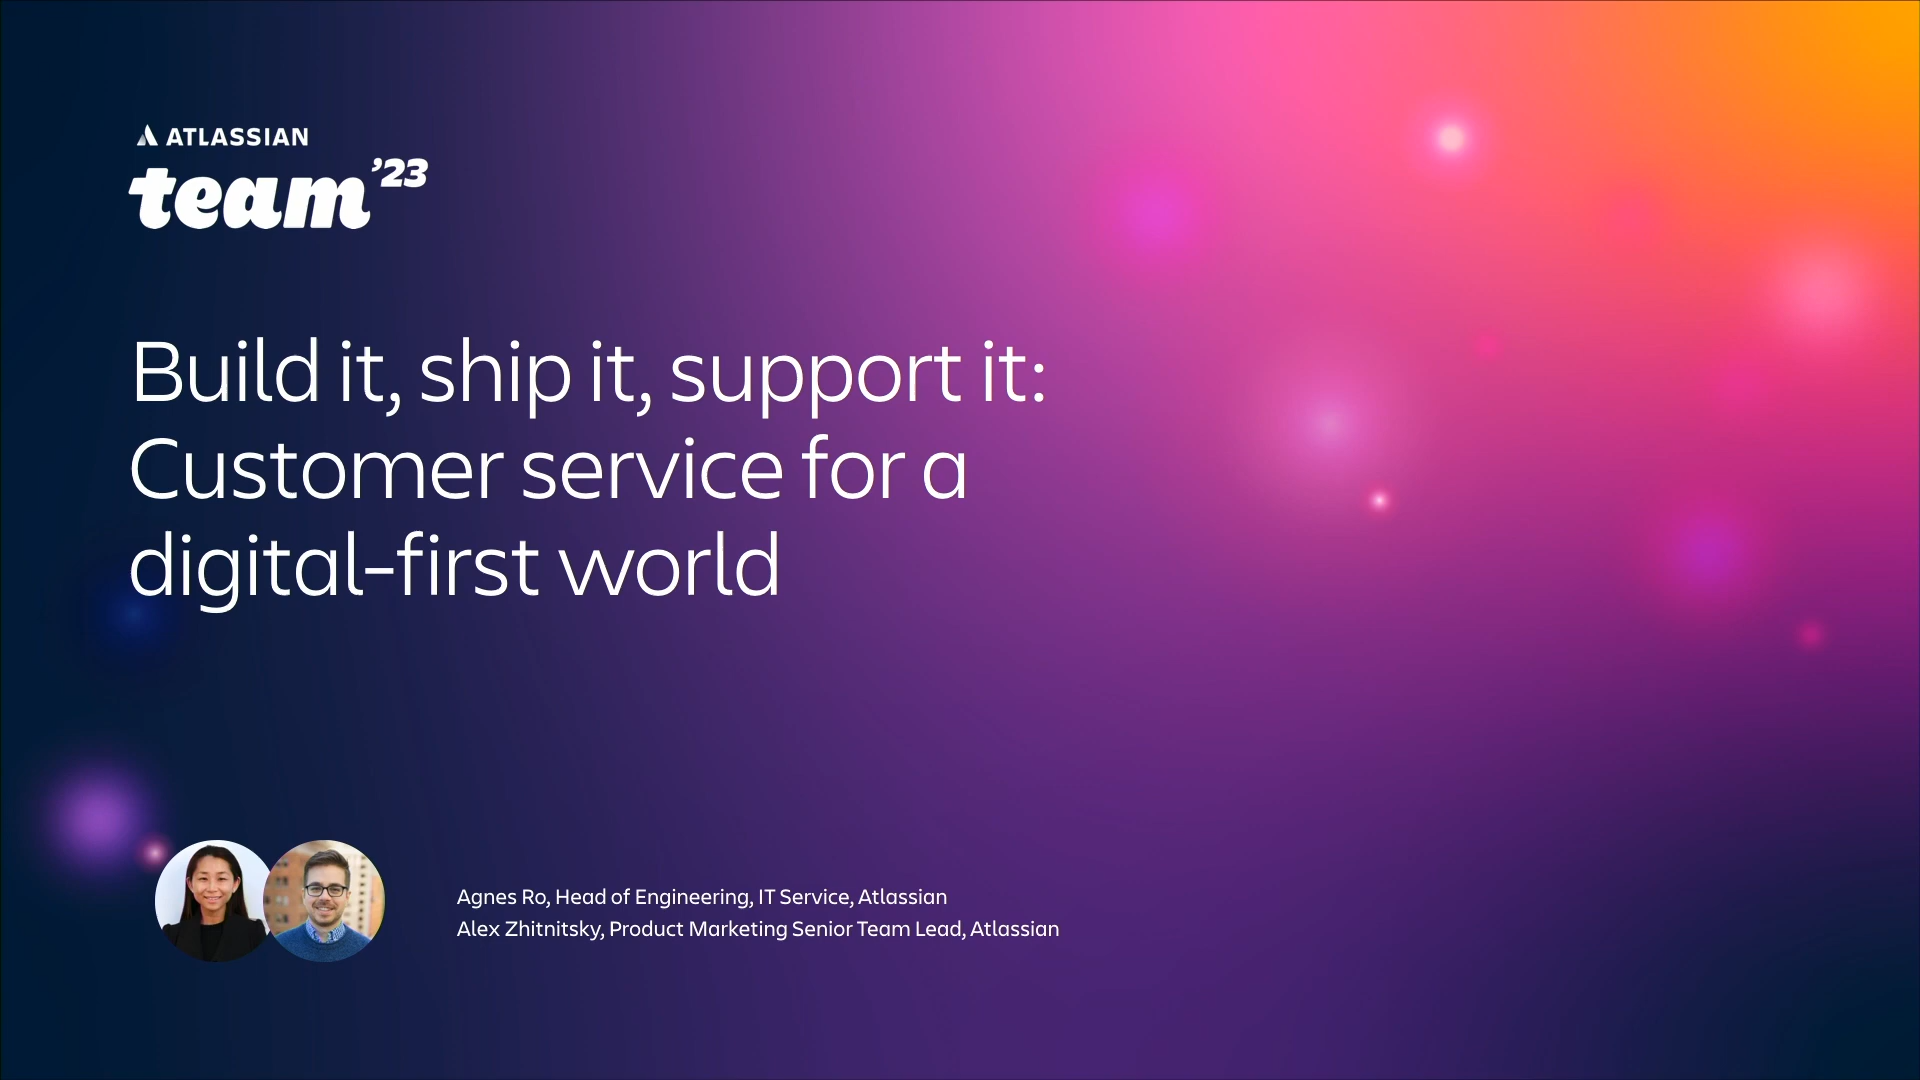 ATLASSIAN
team '23
Build it, ship it, support it:
Customer service for a
digital-first world
Agnes Ro, Head of Engineering, IT Service, Atlassian
Alex Zhitnitsky, Product Marketing Senior Team Lead, Atlassian